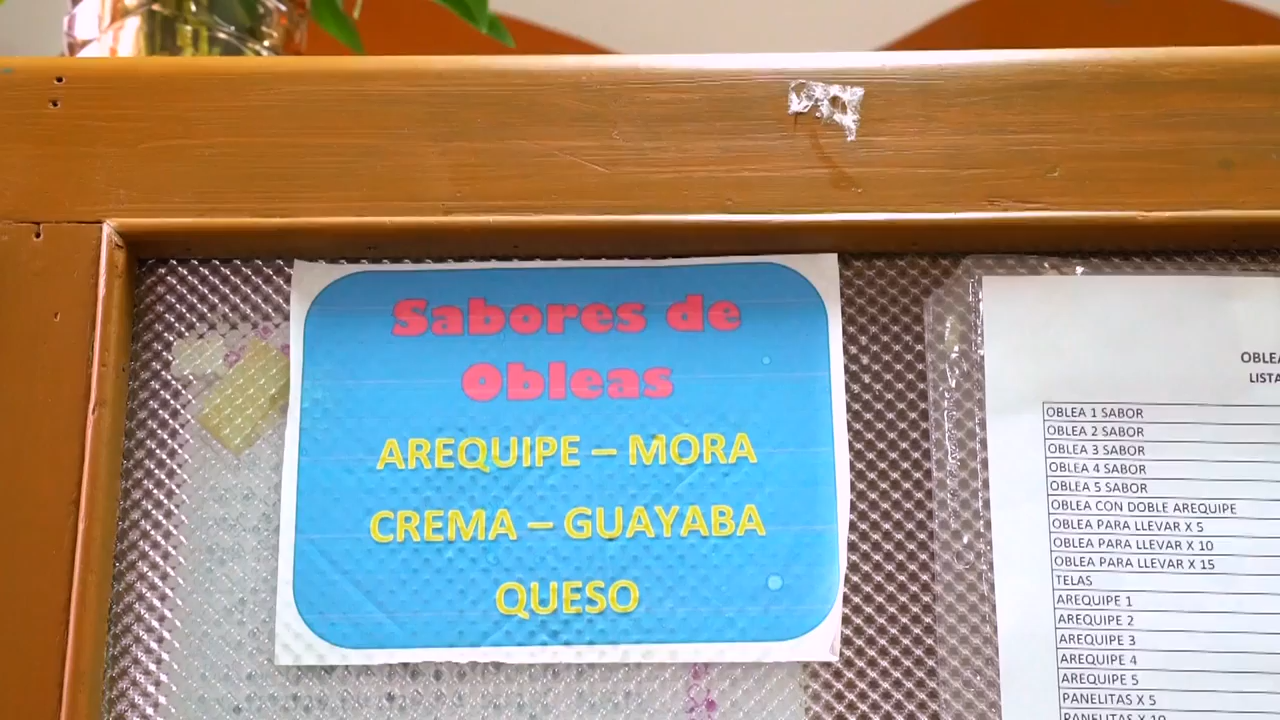 Sabores de
Obleas
AREQUIPE – MORA
CREMA – GUAYABA
QUESO
LISTA
OBLEA 1 SABOR
OBLEA 2 SABOR
OBLEA 3 SABOR
OBLEA 4 SABOR
OBLEA 5 SABOR
OBLEA CON DOBLE AREQUIPE
OBLEA PARA LLEVAR X 5
OBLEA PARA LLEVAR X 10
OBLEA PARA LLEVAR X 15
TELAS
AREQUIPE 1
AREQUIPE 2
AREQUIPE 3
AREQUIPE 4
AREQUIPE 5
PANELITAS X 5
PANELITAS X 10